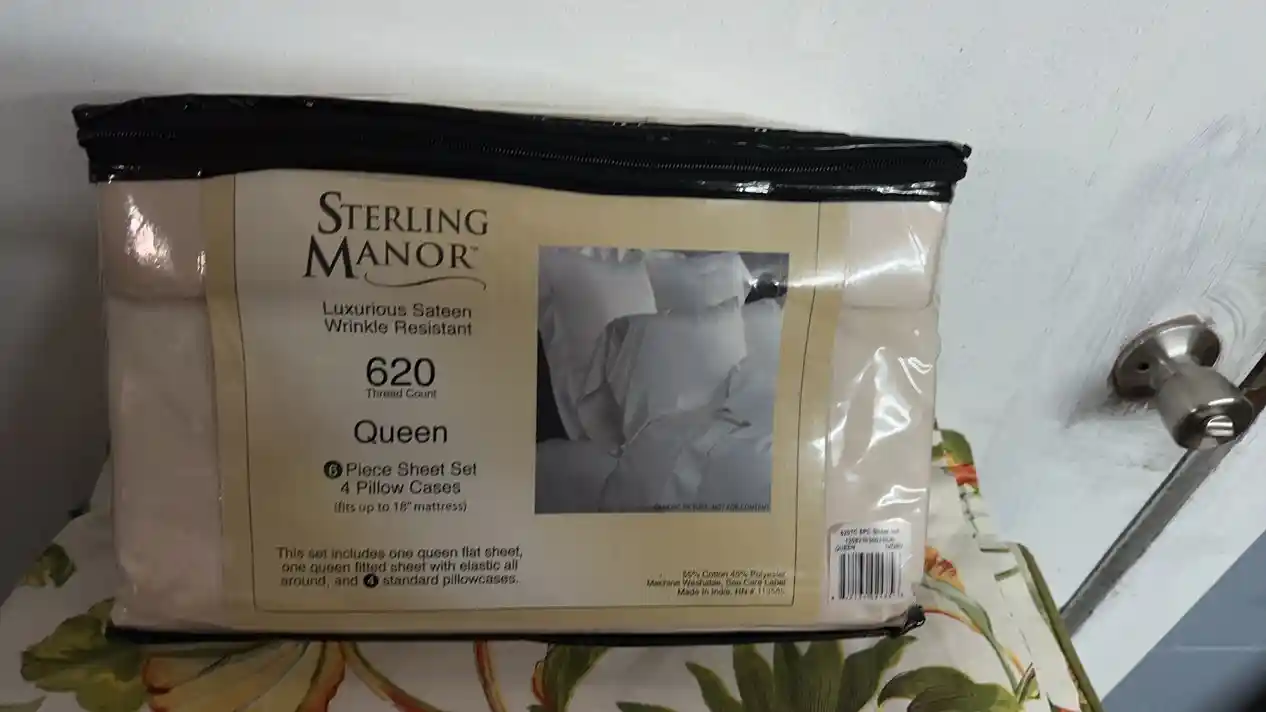 STERLING
MANOR™
Luxurious Sateen
Wrinkle Resistant
620
Thread Count
Queen
6 Piece Sheet Set
4 Pillow Cases
(fits up to 18" mattress)
This set includes one queen flat sheet,
one queen fitted sheet with elastic all
around, and 4 standard pillowcases.
55% Cotton 45% Polyester
Machine Washable, See Care Label
Made in India. RN #
QUEEN